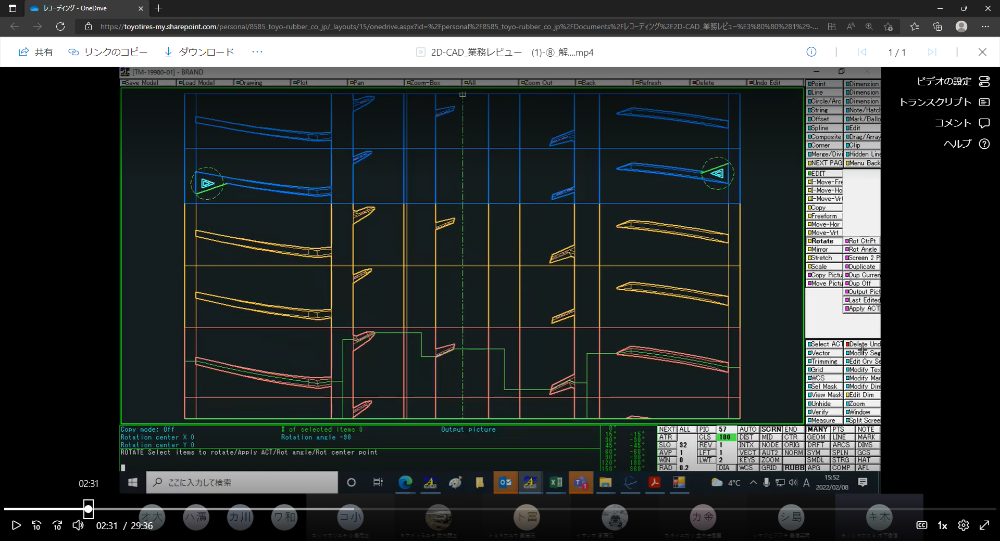 レコーディング - OneDrive
https://toyotires-my.sharepoint.com/personal/8585_toyo-rubber_co_jp/_layouts/15/onedrive.aspx?id=%2Fpersonal%2F8585_toyo-rubber_co_jp%2FDocuments%2Fレコーディング%2F2D-CAD_業務レビュー%E3%80%80%281%29-...
共有 リンクのコピー ダウンロード ... 2D-CAD_業務レビュー (1)-⑧_解....mp4 1 / 1
ビデオの設定
トランスクリプト
コメント
ヘルプ
[TM-19980-01] - BRAND
Save Model Load Model Drawing Plot Pan Zoom-Box All Zoom Out Back Refresh Delete Undo Edit
Point Dimension
Line Dimension
Circle/Arc Dimension
String Note/Hatch
Offset Mark/Ballo
Spline Edit
Composite Drag/Array
Corner Clip
Merge/Divi Hidden Line
NEXT PAG Menu Back
EDIT
I-Move-Fre
I-Move-Ho
I-Move-Vrt
Copy
Freeform
Move-Hor
Move-Vrt
Rotate Rot CtrPt
Mirror Rot Angle
Stretch Screen 2 P
Scale Duplicate
Copy Pictu Dup Curren
Move Pictu Dup Off
Output Pict
Last Edited
Apply ACT
Select ACT Delete Und
Vector Modify Seg
Trimming Edit Crv Se
Grid Modify Tex
WCS Modify Mar
Sel Mask Modify Dim
View Mask Edit Dim
Unhide Zoom
Verify Window
Measure Split Scree
Copy mode: Off # of selected items 0 Output picture
Rotation center X 0 Rotation angle -90
Rotation center Y 0
ROTATE Select items to rotate/Apply ACT/Rot angle/Rot center point
0°
15° -15°
30° -30°
45° -45°
60° -60°
90° -90°
120° 180°
150° 360°
NEXT ALL PIC 57 AUTO SCRN END MANY PTS NOTE
ATR CLS 100 DIST MID CTR GEOM LINE MARK
SLO 32 REV 1 INTX NODE ORIG DRFT ARCS DIMS
AVP 1 LFT 1 VECT AUT2 NORM SYM SPLN GCS
WIN 0 LWT 2 KEYS ZOOM SMDL STRG HAT
RAD 0.2 DIA WCS GRID RUBB APG COMP AFL
ここに入力して検索 4°C A 15:52
2022/02/08
02:31
オ大 ハ濱 カ川 ワ和 コ小 ト富 カ金 シ島 キ木
02:31 / 29:36 CC 1x